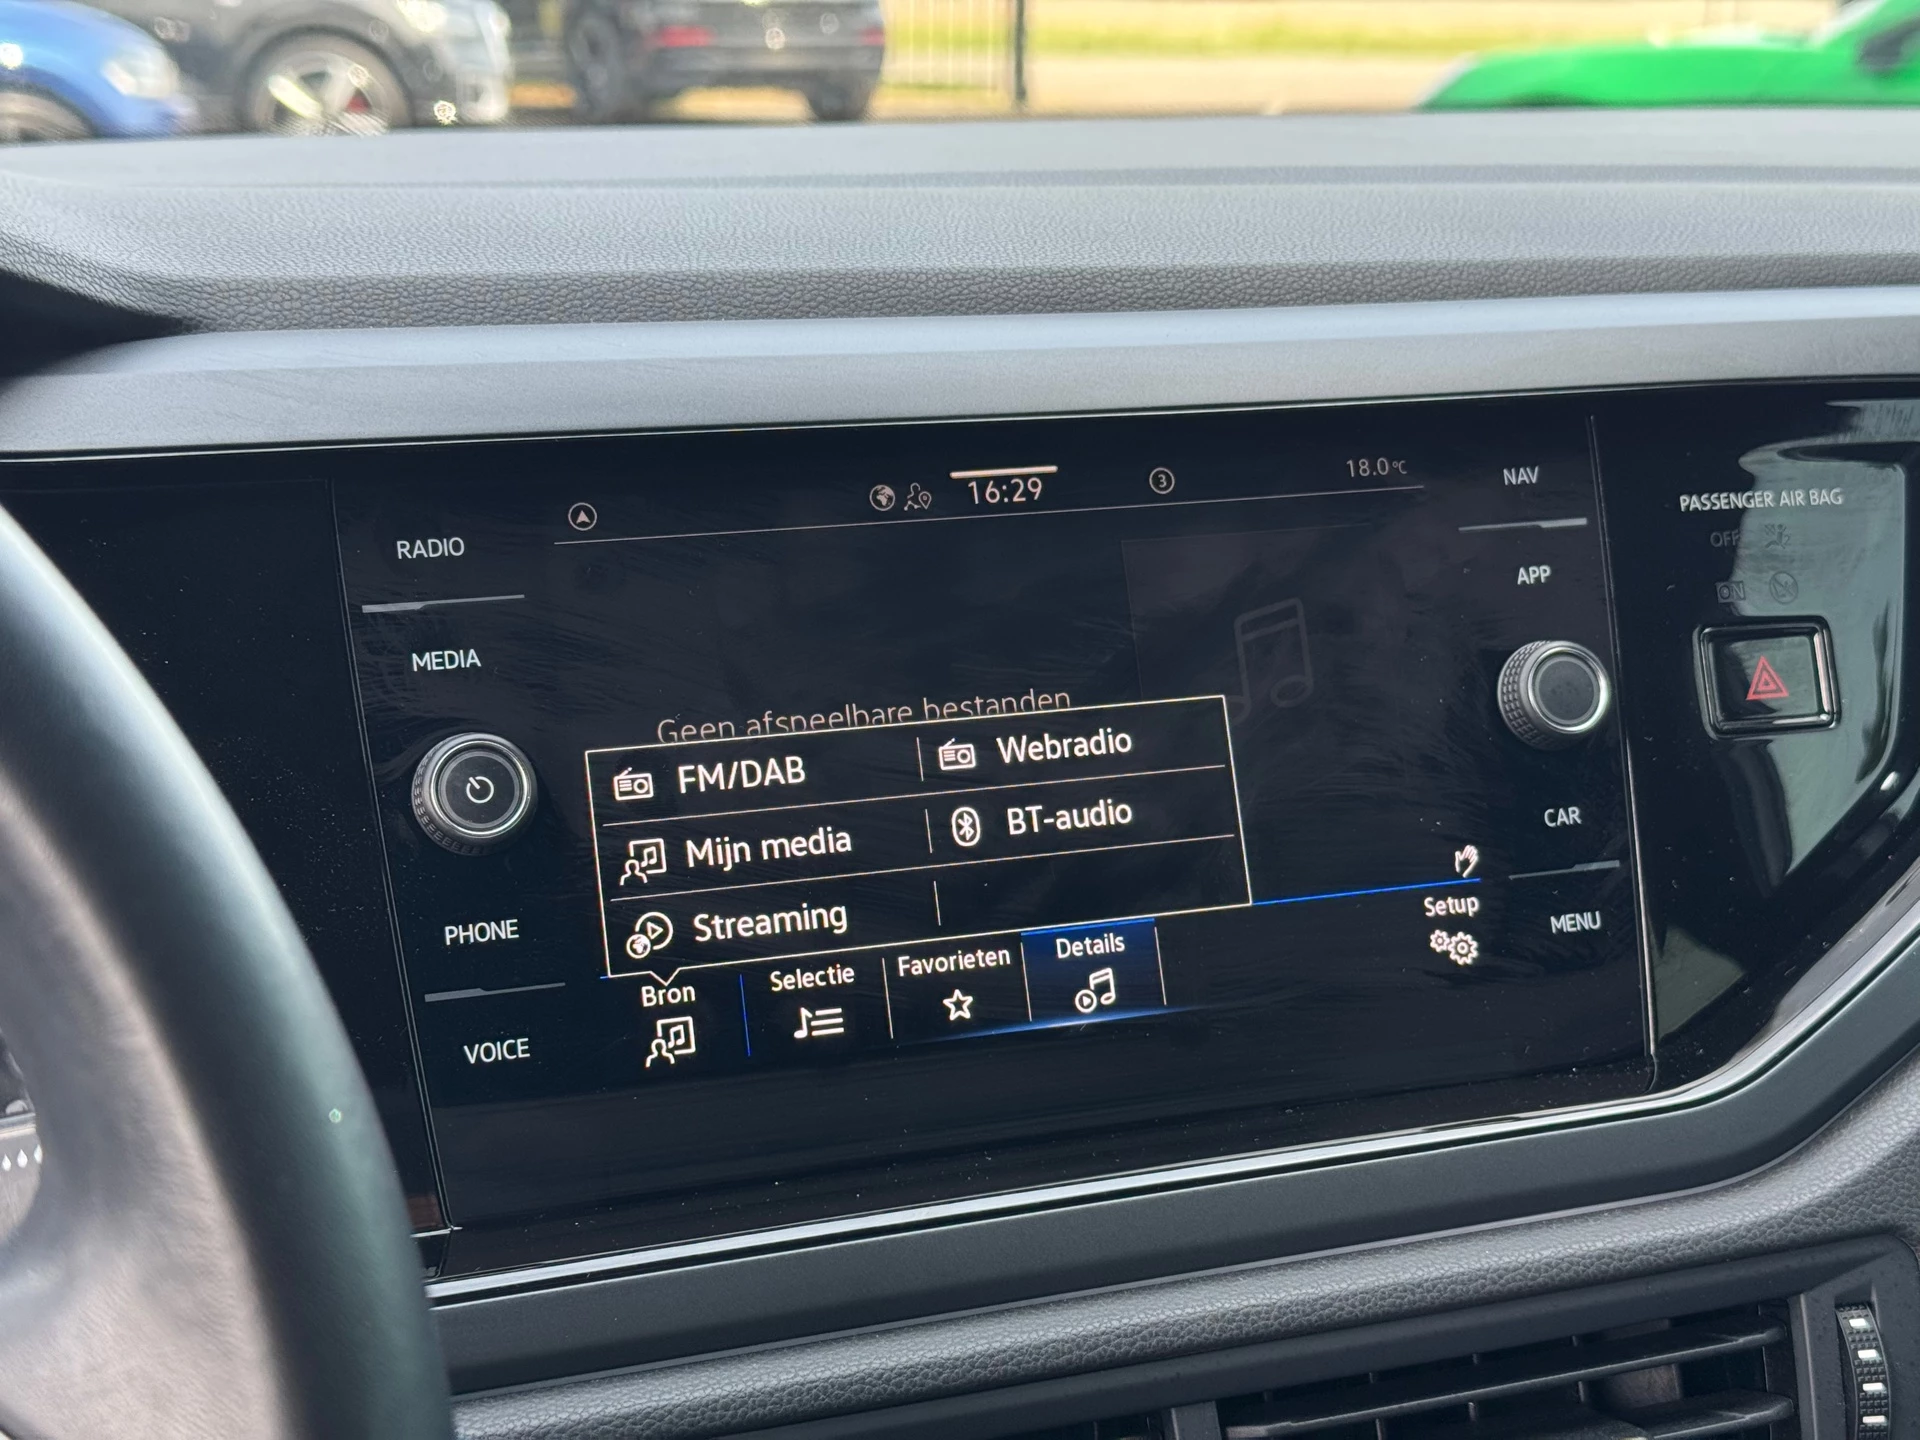 16:29
3
18.0°C
NAV
PASSENGER AIR BAG
OFF
ON
RADIO
APP
MEDIA
Geen afspeelbare bestanden
FM/DAB
Webradio
Mijn media
BT-audio
Streaming
CAR
PHONE
Setup
MENU
Bron
Selectie
Favorieten
Details
VOICE